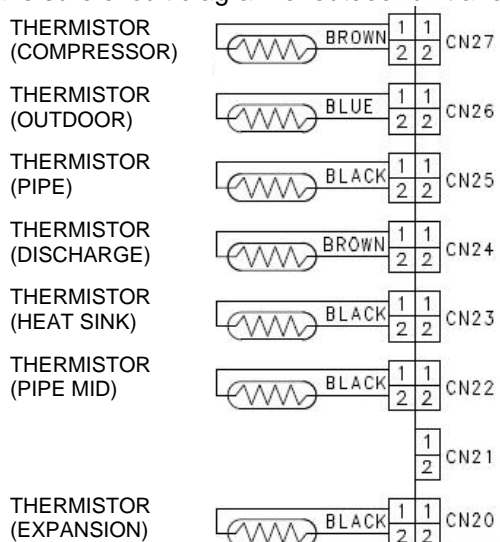 THERMISTOR
(COMPRESSOR)
BROWN 1 1 CN27
2 2
THERMISTOR
(OUTDOOR)
BLUE 1 1 CN26
2 2
THERMISTOR
(PIPE)
BLACK 1 1 CN25
2 2
THERMISTOR
(DISCHARGE)
BROWN 1 1 CN24
2 2
THERMISTOR
(HEAT SINK)
BLACK 1 1 CN23
2 2
THERMISTOR
(PIPE MID)
BLACK 1 1 CN22
2 2
1 CN21
2
THERMISTOR
(EXPANSION)
BLACK 1 1 CN20
2 2